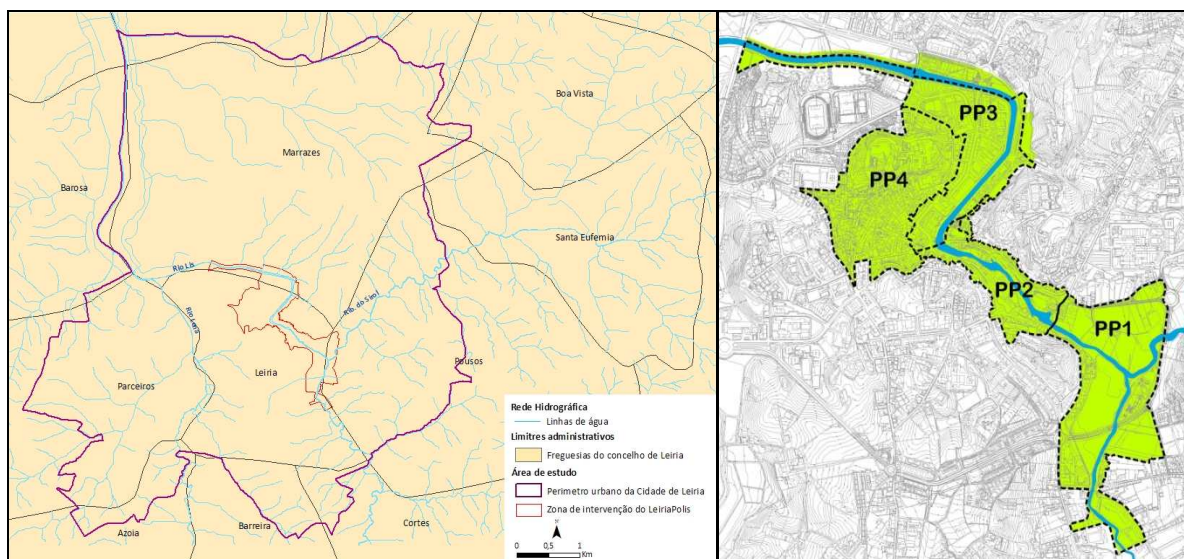 Boa Vista
Marrazes
Barosa
Santa Eufemia
Rio Lis
Rib. do Sirol
Rio Lena
Pousos
Parceiros
Leiria
Azoia
Barreira
Cortes
Rede Hidrográfica
Linhas de água
Limitres administrativos
Freguesias do concelho de Leiria
Área de estudo
Perimetro urbano da Cidade de Leiria
Zona de intervenção do LeiriaPolis
N
0 0,5 1
Km
PP3
PP4
PP2
PP1